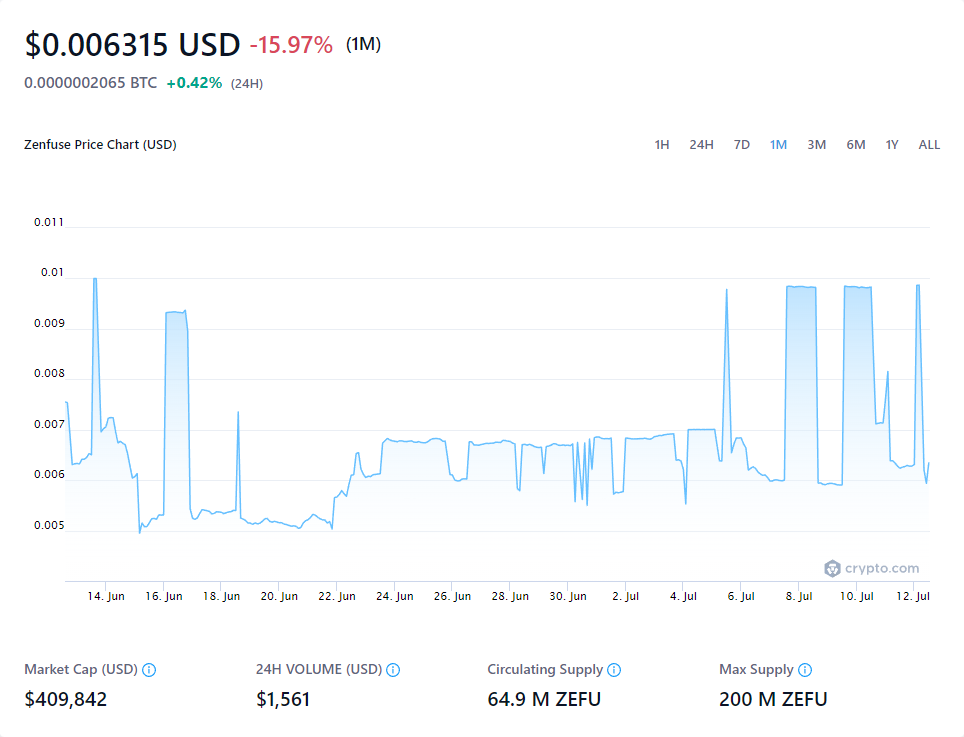 $0.006315 USD -15.97% (1M)
0.0000002065 BTC +0.42% (24H)
Zenfuse Price Chart (USD) 1H 24H 7D 1M 3M 6M 1Y ALL
0.011
0.01
0.009
0.008
0.007
0.006
0.005
crypto.com
14. Jun 16. Jun 18. Jun 20. Jun 22. Jun 24. Jun 26. Jun 28. Jun 30. Jun 2. Jul 4. Jul 6. Jul 8. Jul 10. Jul 12. Jul
Market Cap (USD) 24H VOLUME (USD) Circulating Supply Max Supply
$409,842 $1,561 64.9 M ZEFU 200 M ZEFU